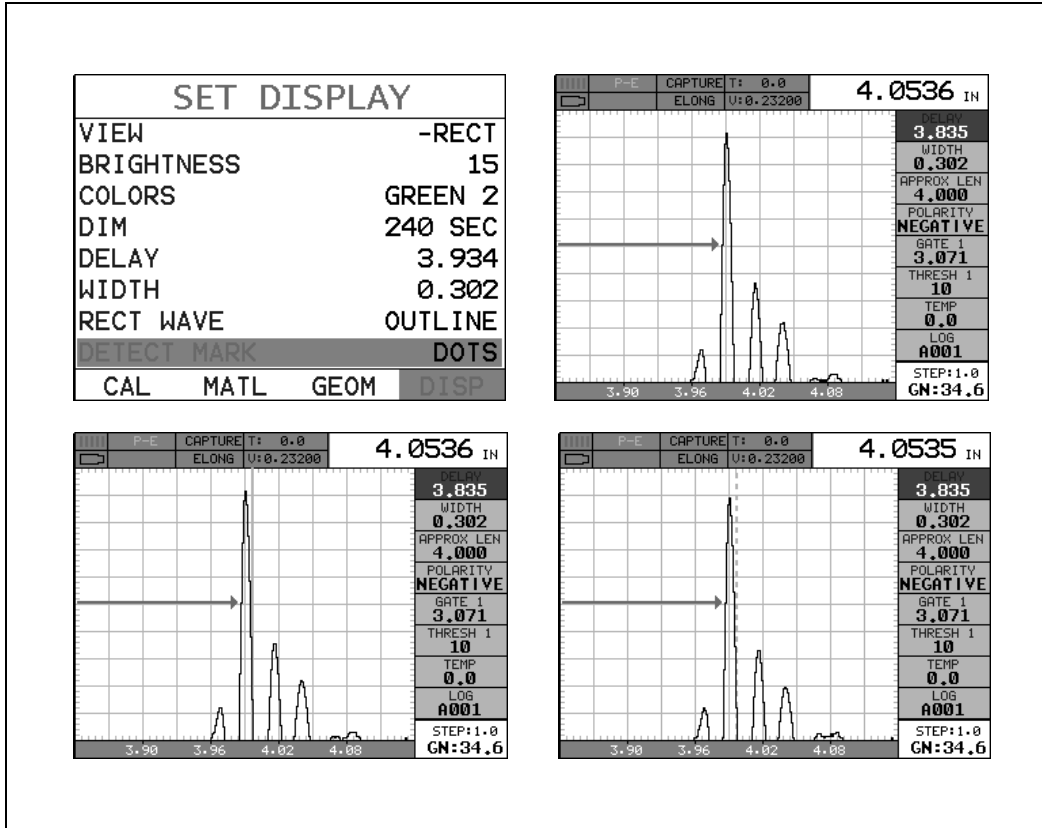 SET DISPLAY
VIEW -RECT
BRIGHTNESS 15
COLORS GREEN 2
DIM 240 SEC
DELAY 3.934
WIDTH 0.302
RECT WAVE OUTLINE
DETECT MARK DOTS
CAL MATL GEOM DISP
P-E CAPTURE T: 0.0
ELONG V:0.23200
4.0536 IN
DELAY
3.835
WIDTH
0.302
APPROX LEN
4.000
POLARITY
NEGATIVE
GATE 1
3.071
THRESH 1
10
TEMP
0.0
LOG
A001
STEP:1.0
GN:34.6
3.90 3.96 4.02 4.08
P-E CAPTURE T: 0.0
ELONG V:0.23200
4.0536 IN
DELAY
3.835
WIDTH
0.302
APPROX LEN
4.000
POLARITY
NEGATIVE
GATE 1
3.071
THRESH 1
10
TEMP
0.0
LOG
A001
STEP:1.0
GN:34.6
3.90 3.96 4.02 4.08
P-E CAPTURE T: 0.0
ELONG V:0.23200
4.0535 IN
DELAY
3.835
WIDTH
0.302
APPROX LEN
4.000
POLARITY
NEGATIVE
GATE 1
3.071
THRESH 1
10
TEMP
0.0
LOG
A001
STEP:1.0
GN:34.6
3.90 3.96 4.02 4.08